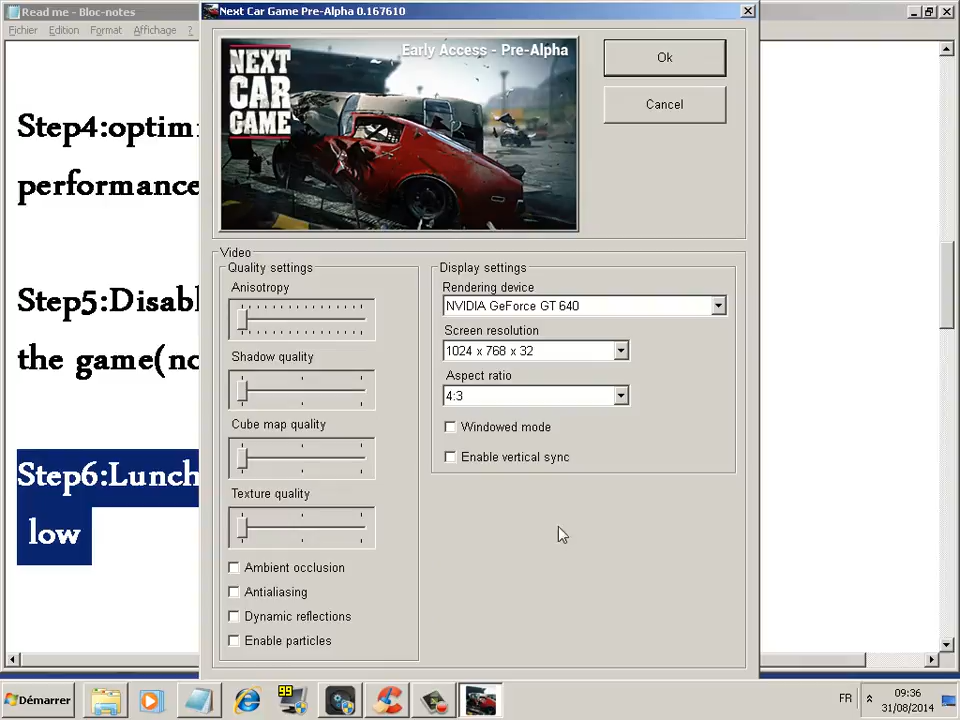 Read me - Bloc-notes
Fichier Edition Format Affichage ?
Step4:optim
performance
Step5:Disabl
the game(no
Step6:Lunch
low
Next Car Game Pre-Alpha 0.167610
Early Access - Pre-Alpha
NEXT
CAR
GAME
Ok
Cancel
Video
Quality settings
Anisotropy
Shadow quality
Cube map quality
Texture quality
Ambient occlusion
Antialiasing
Dynamic reflections
Enable particles
Display settings
Rendering device
NVIDIA GeForce GT 640
Screen resolution
1024 x 768 x 32
Aspect ratio
4:3
Windowed mode
Enable vertical sync
Démarrer
99
FR
09:36
31/08/2014